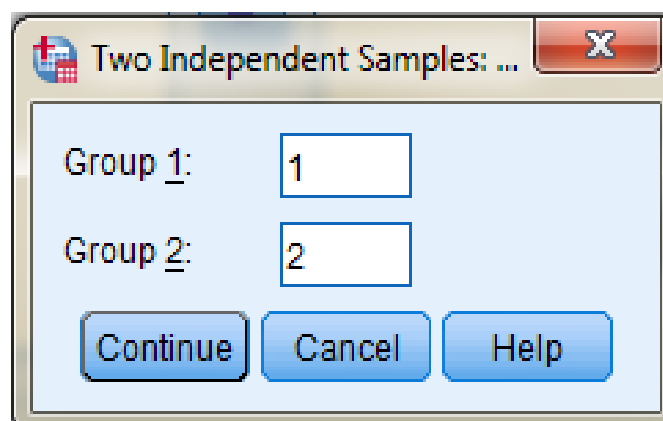 Two Independent Samples: ...
Group 1: 1
Group 2: 2
Continue Cancel Help